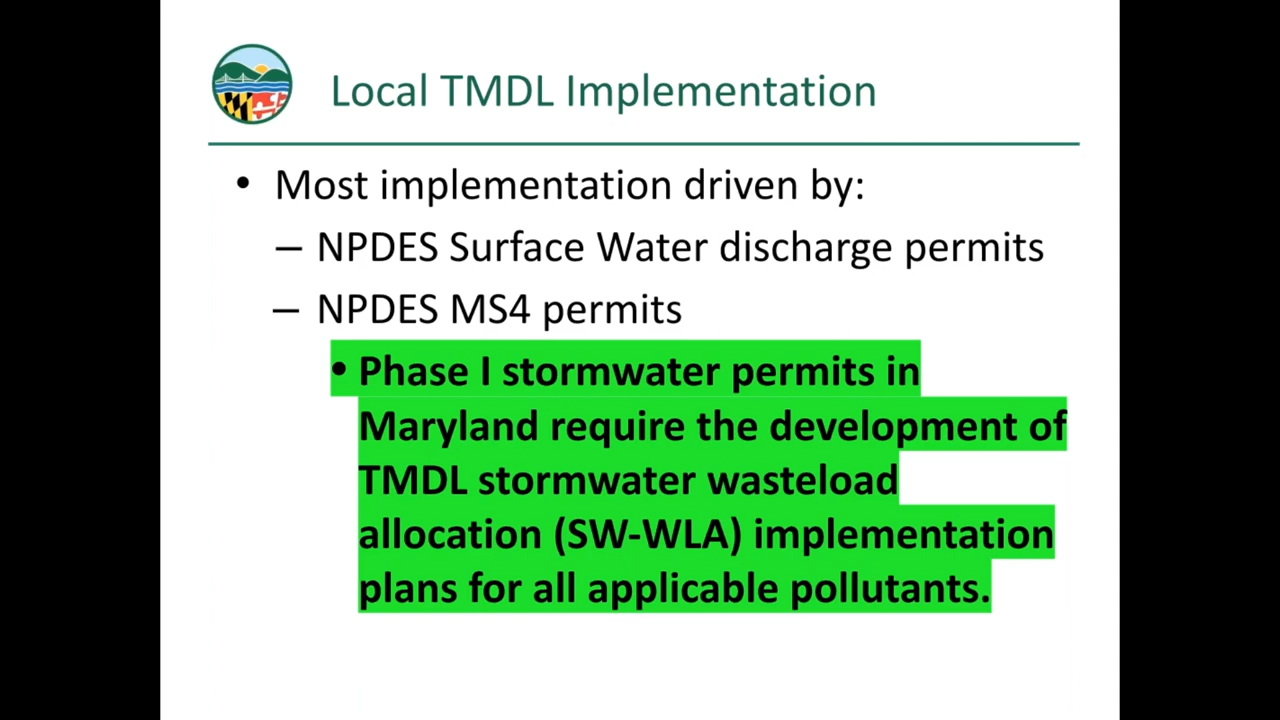 Local TMDL Implementation
• Most implementation driven by:
– NPDES Surface Water discharge permits
– NPDES MS4 permits
• Phase I stormwater permits in
Maryland require the development of
TMDL stormwater wasteload
allocation (SW-WLA) implementation
plans for all applicable pollutants.